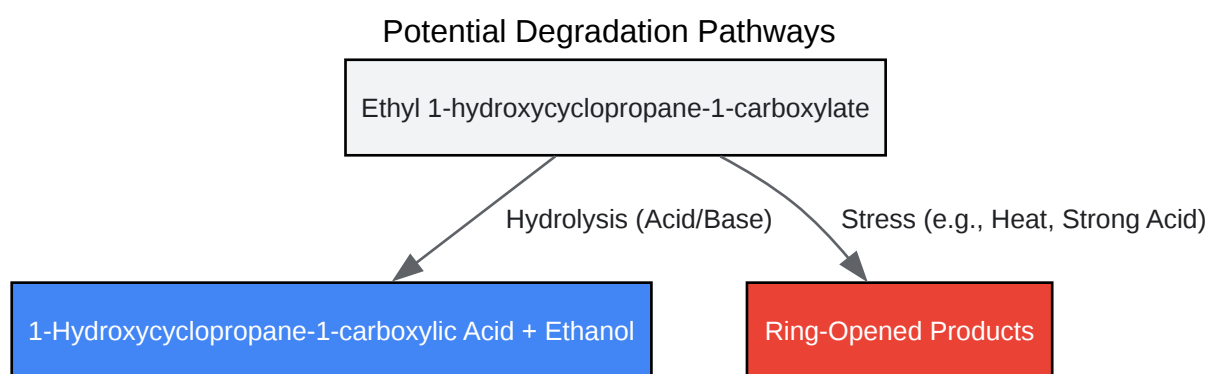 Potential Degradation Pathways
Ethyl 1-hydroxycyclopropane-1-carboxylate
Hydrolysis (Acid/Base)
Stress (e.g., Heat, Strong Acid)
1-Hydroxycyclopropane-1-carboxylic Acid + Ethanol
Ring-Opened Products